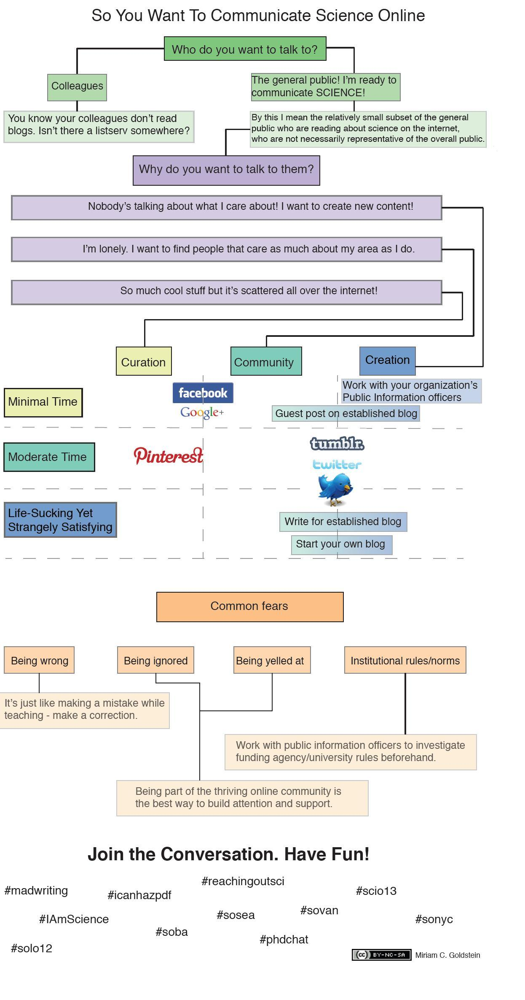 So You Want To Communicate Science Online
Who do you want to talk to?
Colleagues
The general public! I'm ready to
communicate SCIENCE!
You know your colleagues don't read
blogs. Isn't there a listserv somewhere?
By this I mean the relatively small subset of the general
public who are reading about science on the internet,
who are not necessarily representative of the overall public.
Why do you want to talk to them?
Nobody's talking about what I care about! I want to create new content!
I'm lonely. I want to find people that care as much about my area as I do.
So much cool stuff but it's scattered all over the internet!
Curation
Community
Creation
Minimal Time
facebook
Google+
Work with your organization's
Public Information officers
Guest post on established blog
Moderate Time
Pinterest
tumblr.
twitter
Life-Sucking Yet
Strangely Satisfying
Write for established blog
Start your own blog
Common fears
Being wrong
Being ignored
Being yelled at
Institutional rules/norms
It's just like making a mistake while
teaching - make a correction.
Work with public information officers to investigate
funding agency/university rules beforehand.
Being part of the thriving online community is
the best way to build attention and support.
Join the Conversation. Have Fun!
#reachingoutsci
#madwriting
#icanhazpdf
#scio13
#sovan
#sosea
#IAmScience
#sonyc
#soba
#phdchat
#solo12
(cc) BY-NC-SA
Miriam C. Goldstein